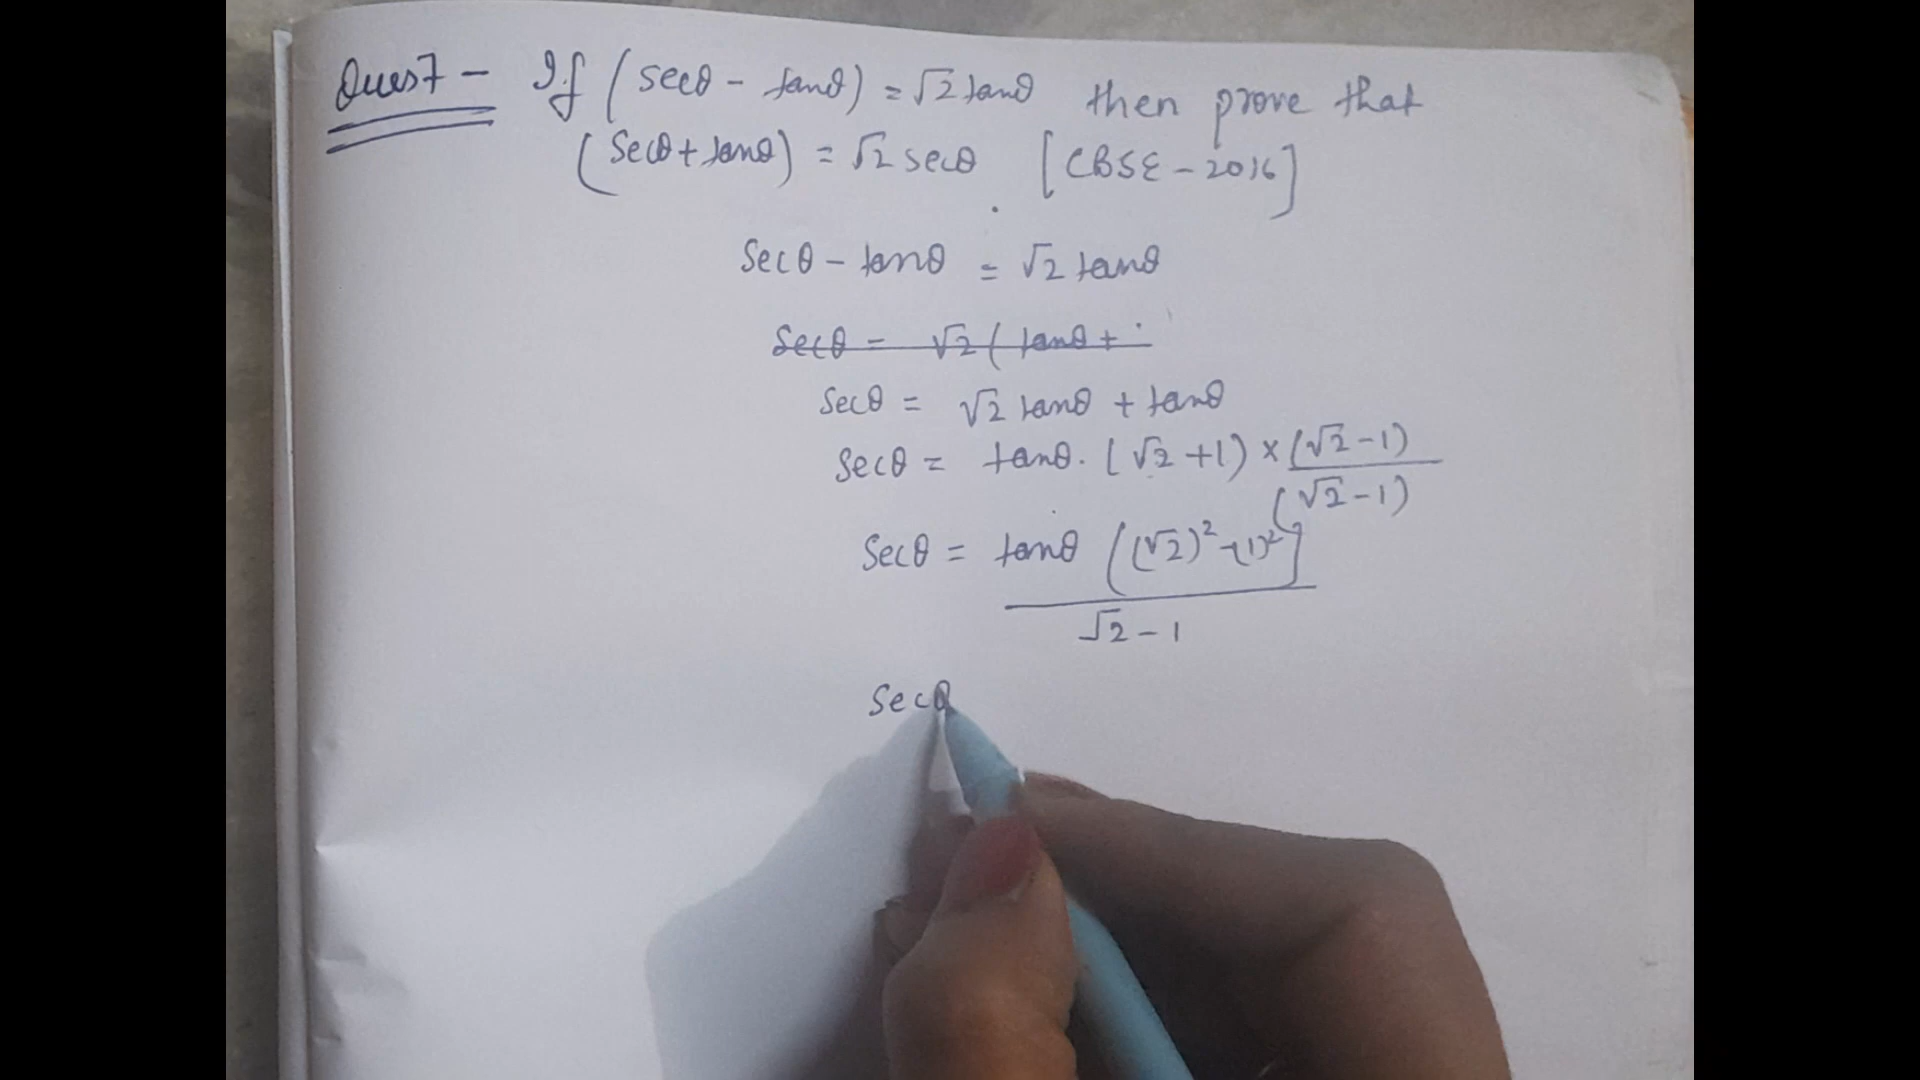 Quest - If (secθ - tanθ) = √2 tanθ then prove that
(secθ + tanθ) = √2 secθ [CBSE - 2016]
secθ - tanθ = √2 tanθ
secθ = √2 ( tanθ +
secθ = √2 tanθ + tanθ
secθ = tanθ. (√2 + 1) × (√2 - 1)
(√2 - 1)
secθ = tanθ ((√2)² - (1)²)
√2 - 1
secθ